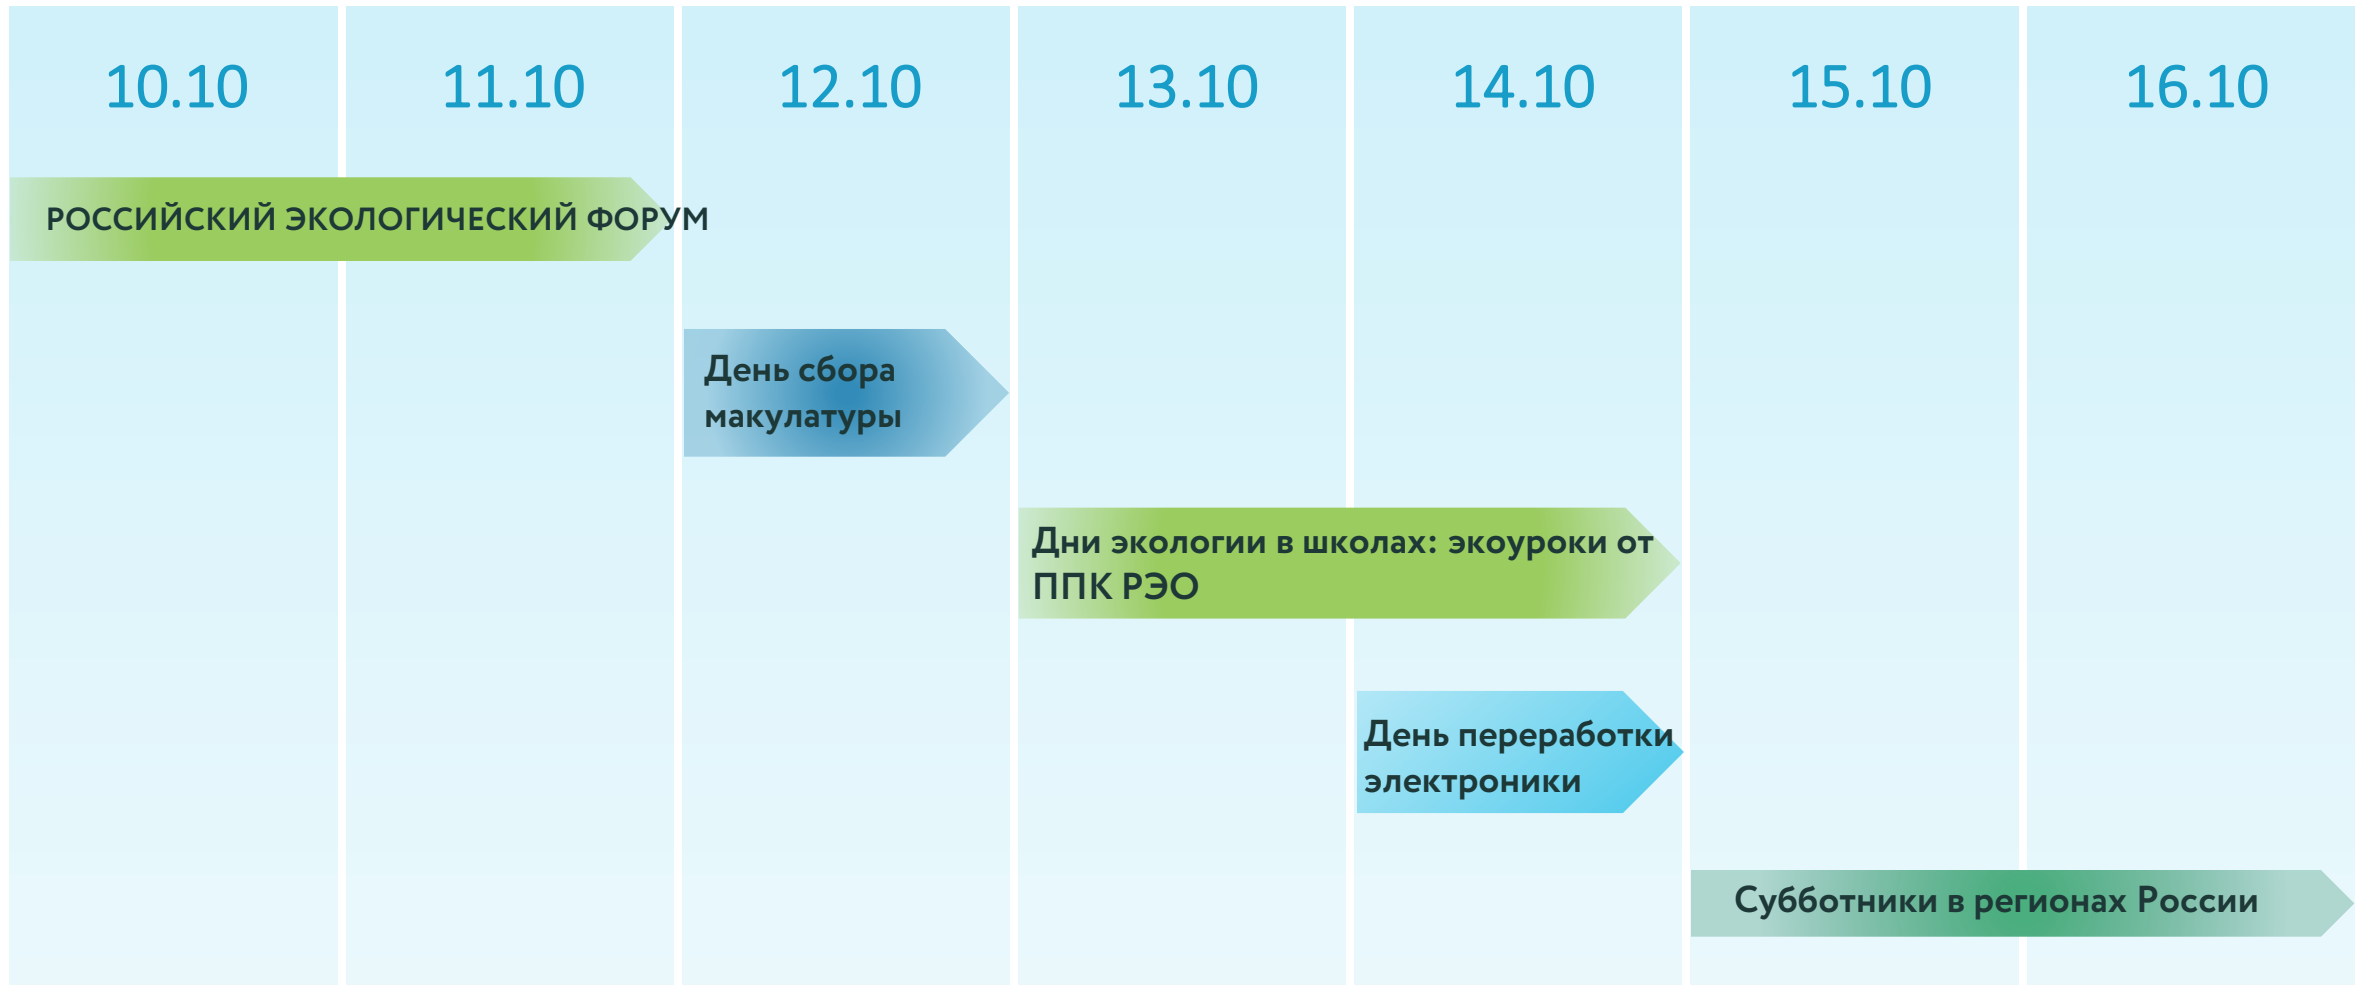 10.10
11.10
12.10
13.10
14.10
15.10
16.10
РОССИЙСКИЙ ЭКОЛОГИЧЕСКИЙ ФОРУМ
День сбора
макулатуры
Дни экологии в школах: экоуроки от
ППК РЭО
День переработки
электроники
Субботники в регионах России